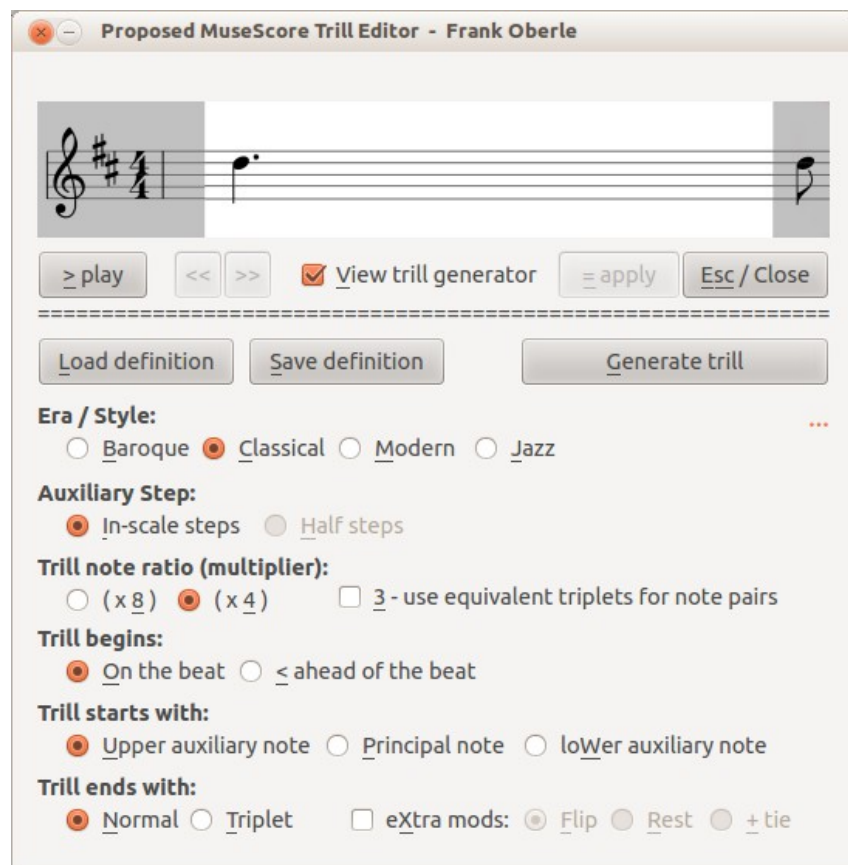 Proposed MuseScore Trill Editor - Frank Oberle
4
4
> play << >> View trill generator = apply Esc / Close
==============================================================
Load definition Save definition Generate trill
Era / Style: ...
Baroque Classical Modern Jazz
Auxiliary Step:
In-scale steps Half steps
Trill note ratio (multiplier):
( x 8 ) ( x 4 ) 3 - use equivalent triplets for note pairs
Trill begins:
On the beat < ahead of the beat
Trill starts with:
Upper auxiliary note Principal note loWer auxiliary note
Trill ends with:
Normal Triplet eXtra mods: Flip Rest + tie